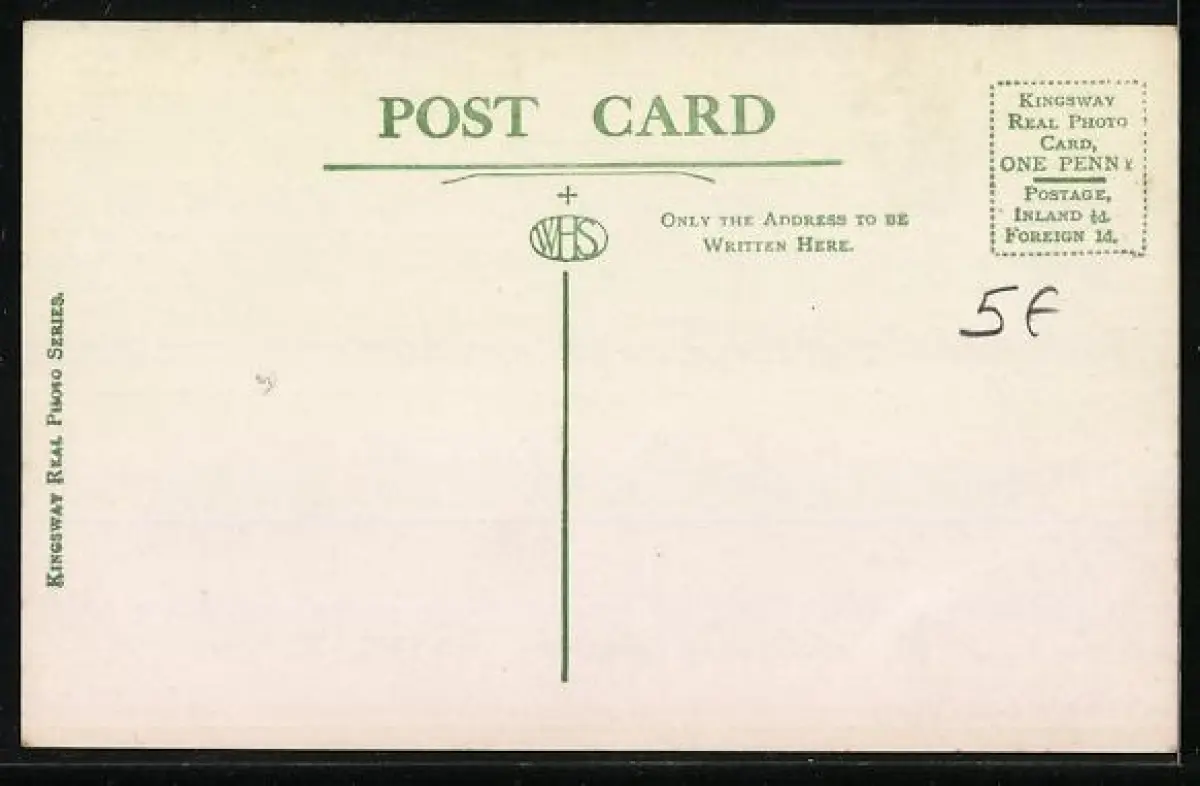 POST CARD
KINGSWAY
REAL PHOTO
CARD,
ONE PENNY
POSTAGE,
INLAND ½d.
FOREIGN 1d.
WHS
ONLY THE ADDRESS TO BE
WRITTEN HERE.
5€
KINGSWAY REAL PHOTO SERIES.